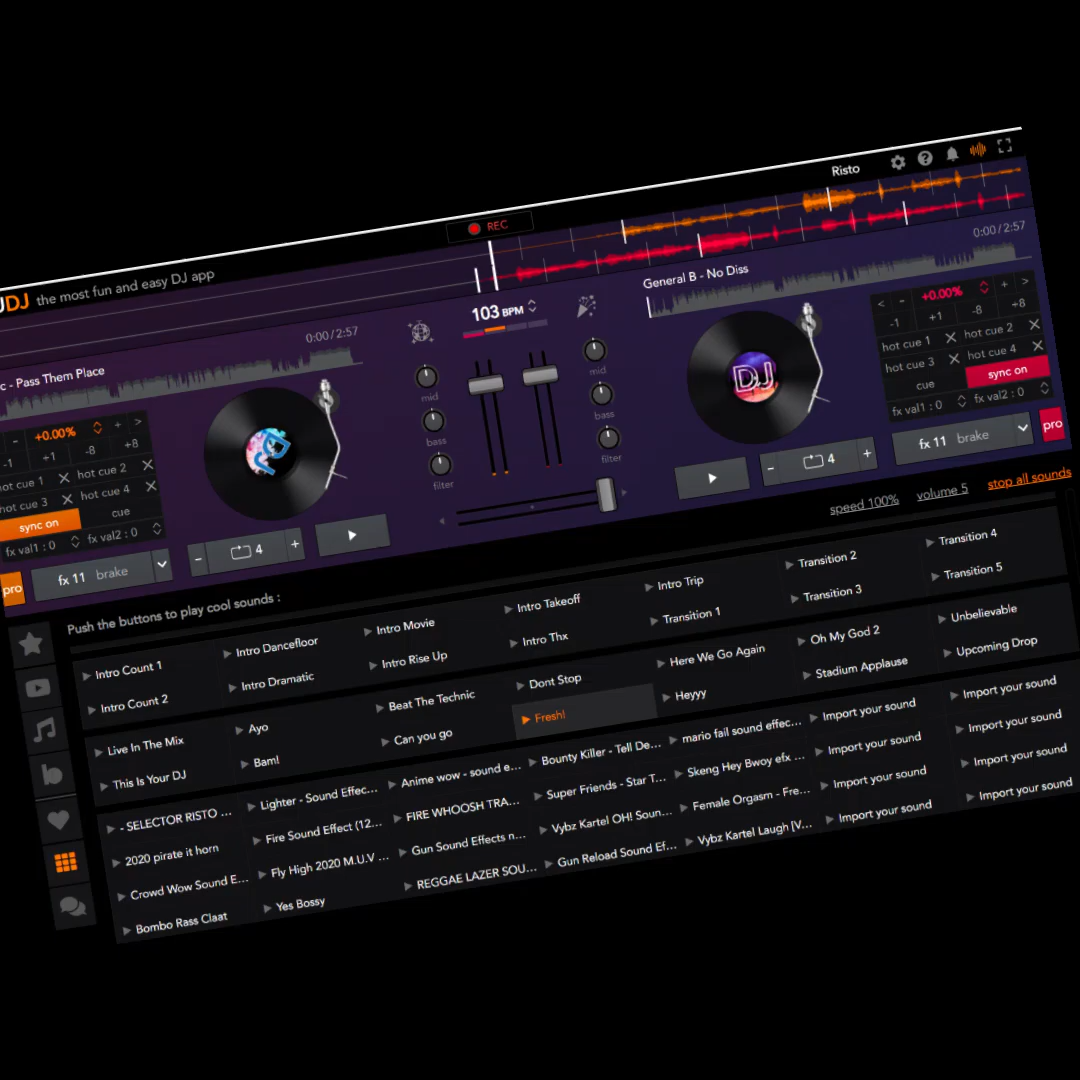 Risto
REC
UDJ the most fun and easy DJ app
c - Pass Them Place
0:00 / 2:57
103 BPM
General B - No Diss
0:00 / 2:57
- +0.00% + >
-1 +1 -8 +8
hot cue 1 hot cue 2
hot cue 3 hot cue 4
sync on cue
fx val1 : 0 fx val2 : 0
pro fx 11 brake
- 4 +
mid
bass
filter
mid
bass
filter
< - +0.00% + >
-1 +1 -8 +8
hot cue 1 hot cue 2
hot cue 3 hot cue 4
cue sync on
fx val1 : 0 fx val2 : 0
- 4 +
fx 11 brake pro
speed 100% volume 5 stop all sounds
Push the buttons to play cool sounds :
Intro Count 1 Intro Dancefloor Intro Movie Intro Takeoff Intro Trip Transition 2 Transition 4
Intro Count 2 Intro Dramatic Intro Rise Up Intro Thx Transition 1 Transition 3 Transition 5
Live In The Mix Ayo Beat The Technic Dont Stop Here We Go Again Oh My God 2 Unbelievable
This Is Your DJ Bam! Can you go Fresh! Heyyy Stadium Applause Upcoming Drop
- SELECTOR RISTO ... Lighter - Sound Effec... Anime wow - sound e... Bounty Killer - Tell De... mario fail sound effec... Import your sound Import your sound
2020 pirate it horn Fire Sound Effect (12... FIRE WHOOSH TRA... Super Friends - Star T... Skeng Hey Bwoy efx ... Import your sound Import your sound
Crowd Wow Sound E... Fly High 2020 M.U.V ... Gun Sound Effects n... Vybz Kartel OH! Soun... Female Orgasm - Fre... Import your sound Import your sound
Bombo Rass Claat Yes Bossy REGGAE LAZER SOU... Gun Reload Sound Ef... Vybz Kartel Laugh [V... Import your sound Import your sound